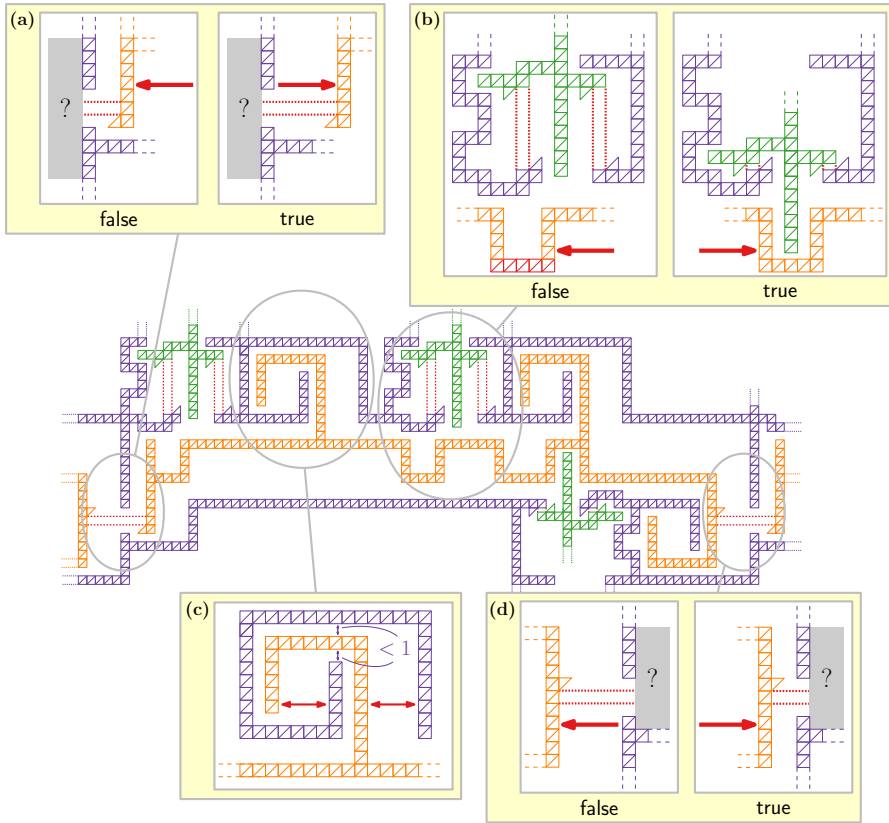 (a)
?
?
false
true
(b)
false
true
(c)
< 1
(d)
?
?
false
true